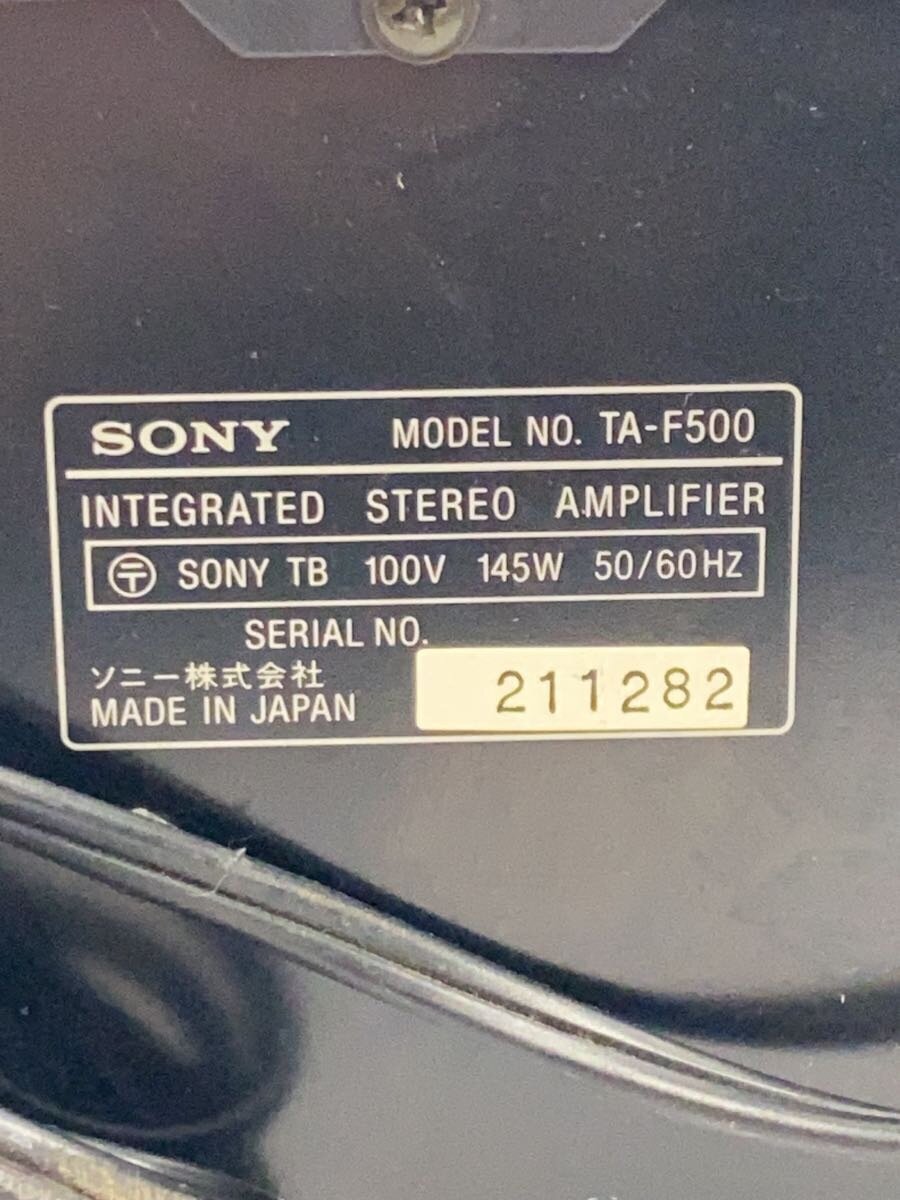 SONY MODEL NO. TA-F500
INTEGRATED STEREO AMPLIFIER
〒 SONY TB 100V 145W 50/60HZ
SERIAL NO.
ソニー株式会社
MADE IN JAPAN
211282